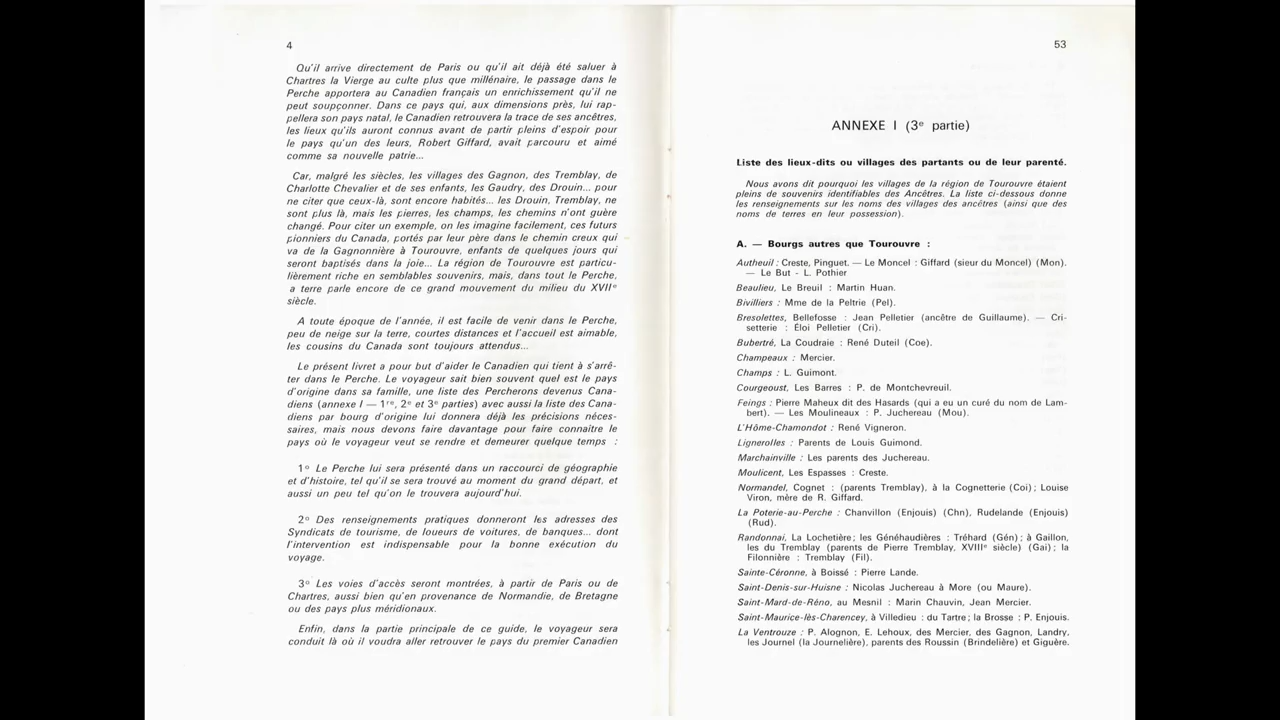 4
Qu'il arrive directement de Paris ou qu'il ait déjà été saluer à
Chartres la Vierge au culte plus que millénaire, le passage dans le
Perche apportera au Canadien français un enrichissement qu'il ne
peut soupçonner. Dans ce pays qui, aux dimensions près, lui rap-
pellera son pays natal, le Canadien retrouvera la trace de ses ancêtres,
les lieux qu'ils auront connus avant de partir pleins d'espoir pour
le pays qu'un des leurs, Robert Giffard, avait parcouru et aimé
comme sa nouvelle patrie...
Car, malgré les siècles, les villages des Gagnon, des Tremblay, de
Charlotte Chevalier et de ses enfants, les Gaudry, des Drouin... pour
ne citer que ceux-là, sont encore habités... les Drouin, Tremblay, ne
sont plus là, mais les pierres, les champs, les chemins n'ont guère
changé. Pour citer un exemple, on les imagine facilement, ces futurs
pionniers du Canada, portés par leur père dans le chemin creux qui
va de la Gagnonnière à Tourouvre, enfants de quelques jours qui
seront baptisés dans la joie... La région de Tourouvre est particu-
lièrement riche en semblables souvenirs, mais, dans tout le Perche,
a terre parle encore de ce grand mouvement du milieu du XVIIe
siècle.
A toute époque de l'année, il est facile de venir dans le Perche,
peu de neige sur la terre, courtes distances et l'accueil est aimable,
les cousins du Canada sont toujours attendus...
Le présent livret a pour but d'aider le Canadien qui tient à s'arrê-
ter dans le Perche. Le voyageur sait bien souvent quel est le pays
d'origine dans sa famille, une liste des Percherons devenus Cana-
diens (annexe I — 1re, 2e et 3e parties) avec aussi la liste des Cana-
diens par bourg d'origine lui donnera déjà les précisions néces-
saires, mais nous devons faire davantage pour faire connaître le
pays où le voyageur veut se rendre et demeurer quelque temps :
1o Le Perche lui sera présenté dans un raccourci de géographie
et d'histoire, tel qu'il se sera trouvé au moment du grand départ, et
aussi un peu tel qu'on le trouvera aujourd'hui.
2o Des renseignements pratiques donneront les adresses des
Syndicats de tourisme, de loueurs de voitures, de banques... dont
l'intervention est indispensable pour la bonne exécution du
voyage.
3o Les voies d'accès seront montrées, à partir de Paris ou de
Chartres, aussi bien qu'en provenance de Normandie, de Bretagne
ou des pays plus méridionaux.
Enfin, dans la partie principale de ce guide, le voyageur sera
conduit là où il voudra aller retrouver le pays du premier Canadien
53
ANNEXE I (3e partie)
Liste des lieux-dits ou villages des partants ou de leur parenté.
Nous avons dit pourquoi les villages de la région de Tourouvre étaient
pleins de souvenirs identifiables des Ancêtres. La liste ci-dessous donne
les renseignements sur les noms des villages des ancêtres (ainsi que des
noms de terres en leur possession).
A. — Bourgs autres que Tourouvre :
Autheuil : Creste, Pinguet. — Le Moncel : Giffard (sieur du Moncel) (Mon).
— Le But - L. Pothier
Beaulieu, Le Breuil : Martin Huan.
Bivilliers : Mme de la Peltrie (Pel).
Bresolettes, Bellefosse : Jean Pelletier (ancêtre de Guillaume). — Cri-
setterie : Éloi Pelletier (Cri).
Bubertré, La Coudraie : René Duteil (Coe).
Champeaux : Mercier.
Champs : L. Guimont.
Courgeoust, Les Barres : P. de Montchevreuil.
Feings : Pierre Maheux dit des Hasards (qui a eu un curé du nom de Lam-
bert). — Les Moulineaux : P. Juchereau (Mou).
L'Hôme-Chamondot : René Vigneron.
Lignerolles : Parents de Louis Guimond.
Marchainville : Les parents des Juchereau.
Moulicent, Les Espasses : Creste.
Normandel, Cognet : (parents Tremblay), à la Cognetterie (Coi) ; Louise
Viron, mère de R. Giffard.
La Poterie-au-Perche : Chanvillon (Enjouis) (Chn), Rudelande (Enjouis)
(Rud).
Randonnai, La Lochetière ; les Généhaudières : Tréhard (Gén) ; à Gaillon,
les du Tremblay (parents de Pierre Tremblay, XVIIIe siècle) (Gai) ; la
Filonnière : Tremblay (Fil).
Sainte-Céronne, à Boissé : Pierre Lande.
Saint-Denis-sur-Huisne : Nicolas Juchereau à More (ou Maure).
Saint-Mard-de-Réno, au Mesnil : Marin Chauvin, Jean Mercier.
Saint-Maurice-lès-Charencey, à Villedieu : du Tartre ; la Brosse : P. Enjouis.
La Ventrouze : P. Alognon, E. Lehoux, des Mercier, des Gagnon, Landry,
les Journel (la Journelière), parents des Roussin (Brindelière) et Giguère.